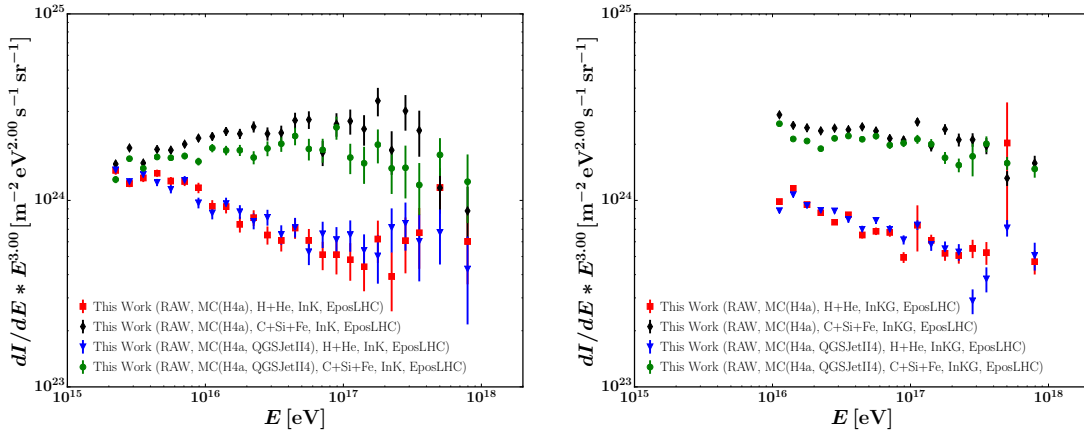 10^25
10^24
10^23
dI/dE * E^3.00 [m^−2 eV^2.00 s^−1 sr^−1]
This Work (RAW, MC(H4a), H+He, InK, EposLHC)
This Work (RAW, MC(H4a), C+Si+Fe, InK, EposLHC)
This Work (RAW, MC(H4a, QGSJetII4), H+He, InK, EposLHC)
This Work (RAW, MC(H4a, QGSJetII4), C+Si+Fe, InK, EposLHC)
10^15 10^16 10^17 10^18
E [eV]
10^25
10^24
10^23
dI/dE * E^3.00 [m^−2 eV^2.00 s^−1 sr^−1]
This Work (RAW, MC(H4a), H+He, InKG, EposLHC)
This Work (RAW, MC(H4a), C+Si+Fe, InKG, EposLHC)
This Work (RAW, MC(H4a, QGSJetII4), H+He, InKG, EposLHC)
This Work (RAW, MC(H4a, QGSJetII4), C+Si+Fe, InKG, EposLHC)
10^15 10^16 10^17 10^18
E [eV]